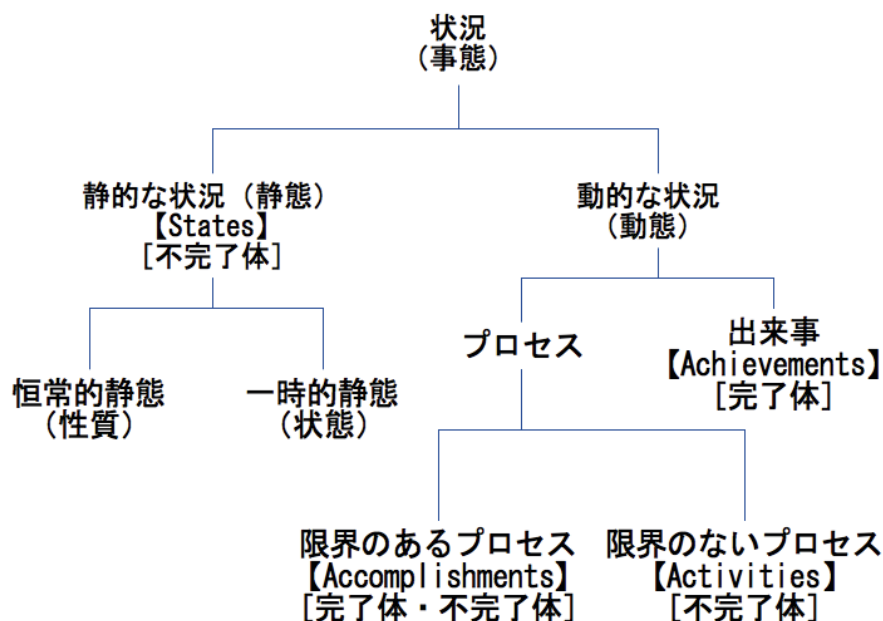 状況
(事態)
静的な状況(静態)
【States】
[不完了体]
動的な状況
(動態)
恒常的静態
(性質)
一時的静態
(状態)
プロセス
出来事
【Achievements】
[完了体]
限界のあるプロセス
【Accomplishments】
[完了体・不完了体]
限界のないプロセス
【Activities】
[不完了体]